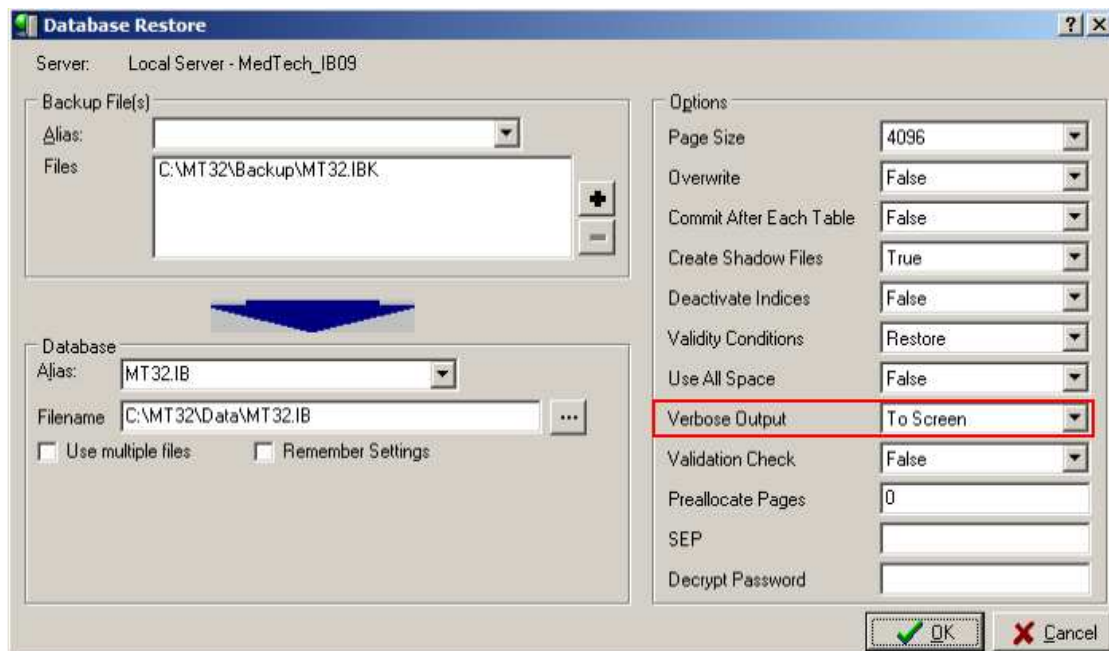 Database Restore
Server: Local Server - MedTech_IB09
Backup File(s)
Alias:
Files C:\MT32\Backup\MT32.IBK
Database
Alias: MT32.IB
Filename C:\MT32\Data\MT32.IB ...
Use multiple files Remember Settings
Options
Page Size 4096
Overwrite False
Commit After Each Table False
Create Shadow Files True
Deactivate Indices False
Validity Conditions Restore
Use All Space False
Verbose Output To Screen
Validation Check False
Preallocate Pages 0
SEP
Decrypt Password
OK Cancel